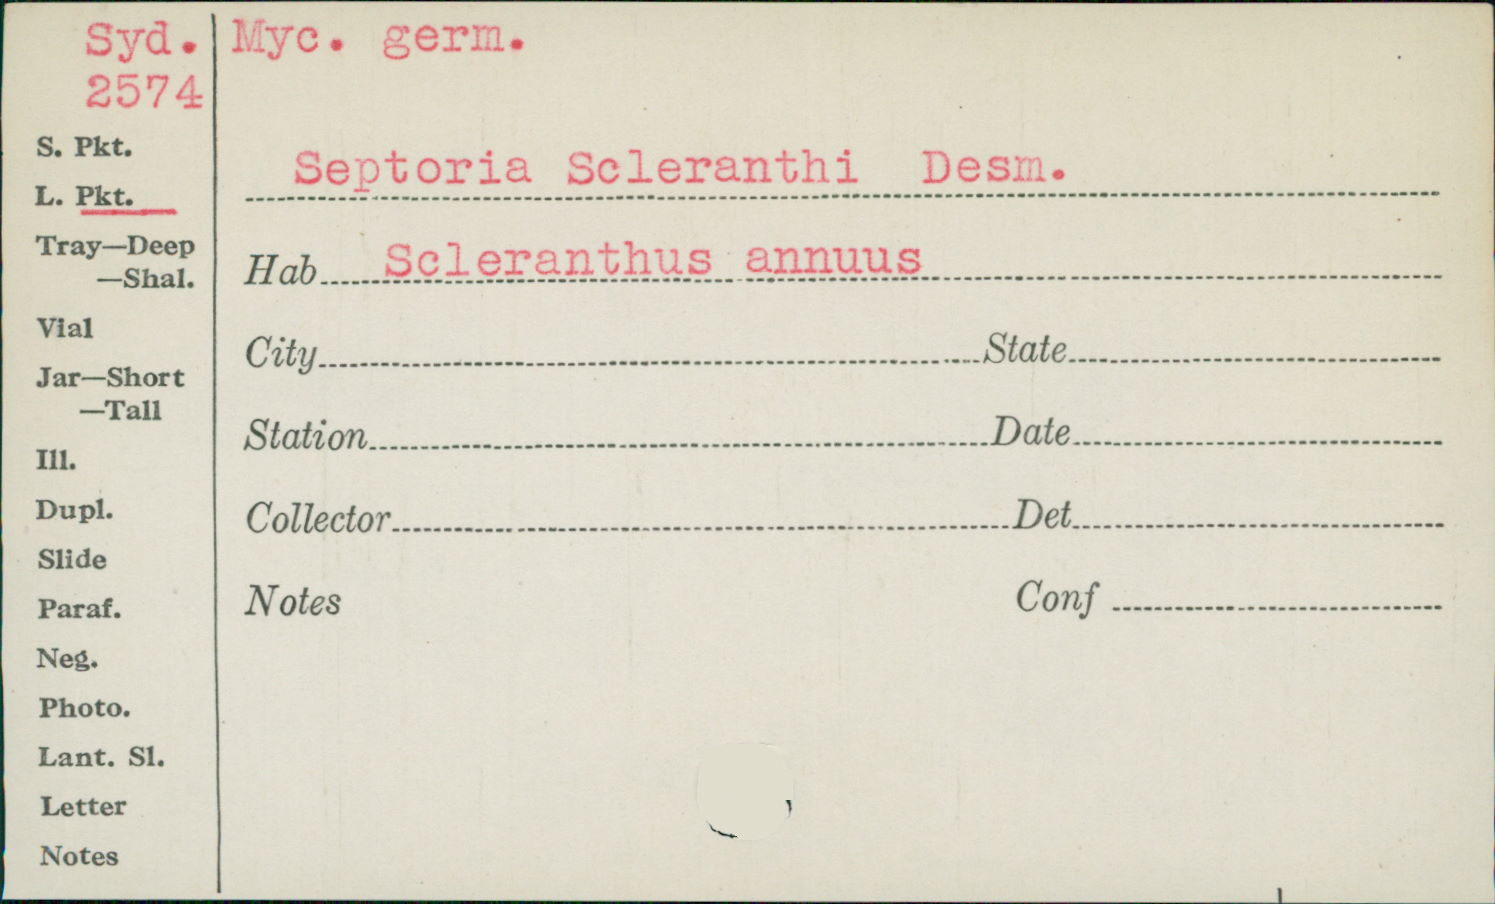 Syd. Myc. germ.
2574
S. Pkt.
L. Pkt.
Tray—Deep
—Shal.
Vial
Jar—Short
—Tall
Ill.
Dupl.
Slide
Paraf.
Neg.
Photo.
Lant. Sl.
Letter
Notes
Septoria Scleranthi Desm.
Hab Scleranthus annuus
City State
Station Date
Collector Det
Notes Conf